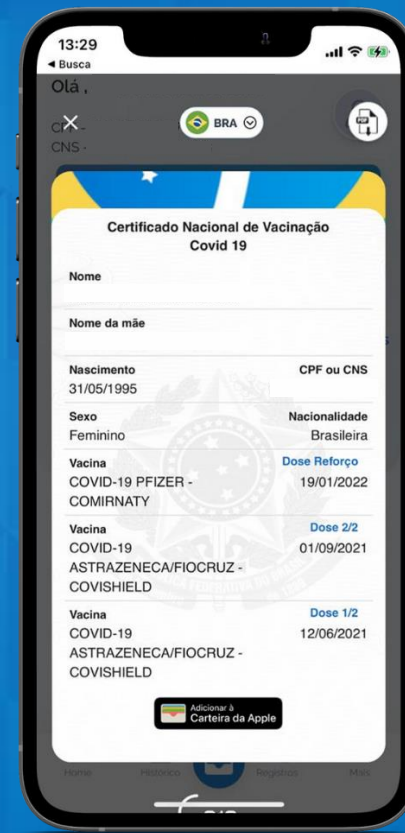 13:29
◀ Busca
Olá ,
CNS -
BRA
PDF
Certificado Nacional de Vacinação
Covid 19
Nome
Nome da mãe
Nascimento CPF ou CNS
31/05/1995
Sexo Nacionalidade
Feminino Brasileira
Vacina Dose Reforço
COVID-19 PFIZER - 19/01/2022
COMIRNATY
Vacina Dose 2/2
COVID-19 01/09/2021
ASTRAZENECA/FIOCRUZ -
COVISHIELD
Vacina Dose 1/2
COVID-19 12/06/2021
ASTRAZENECA/FIOCRUZ -
COVISHIELD
Adicionar à
Carteira da Apple
Home Histórico Registros Mais